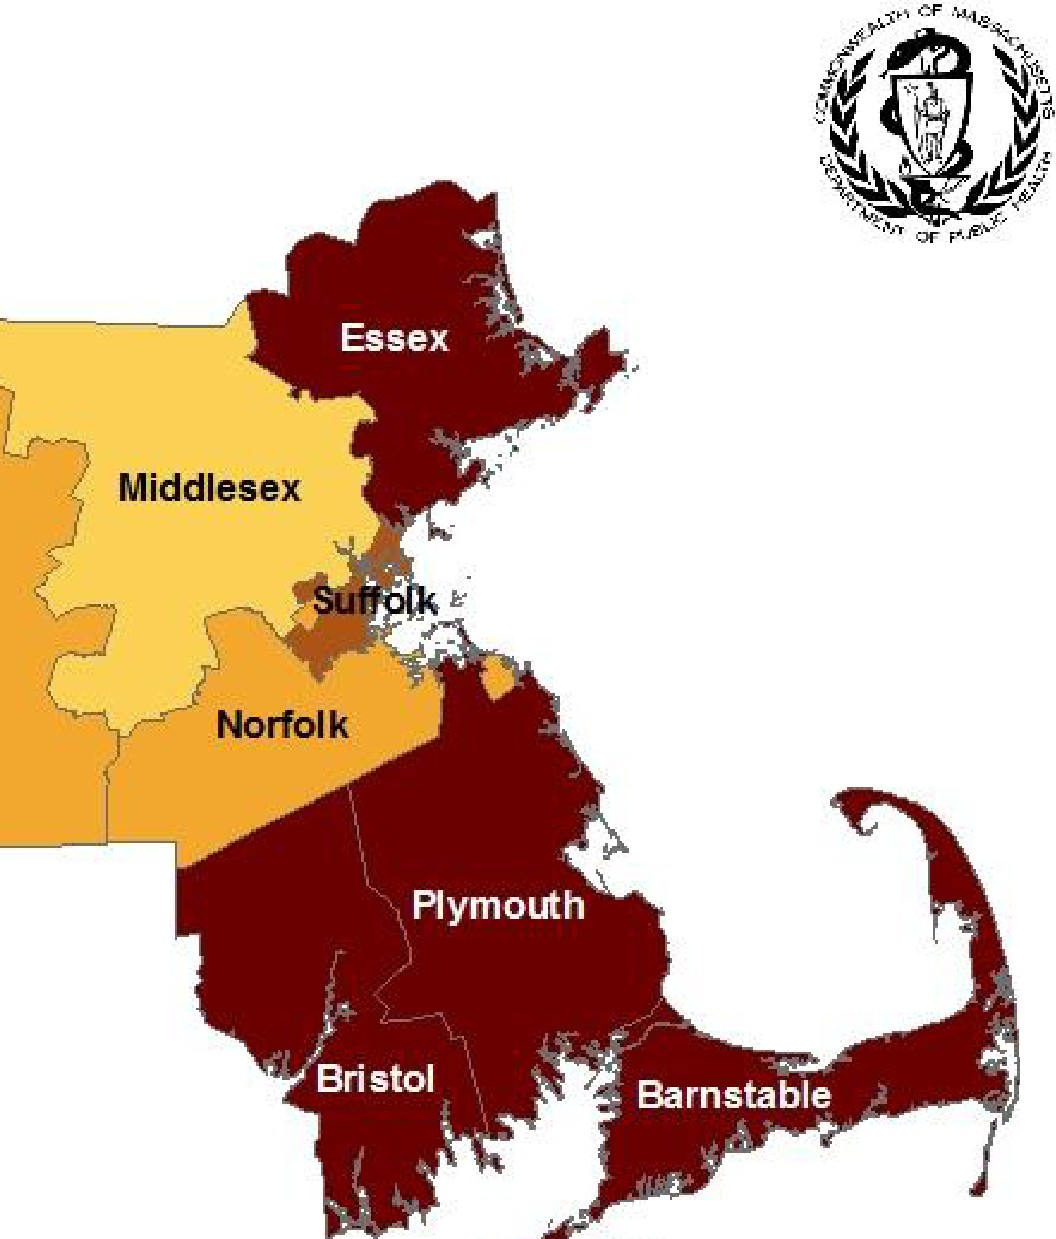 COMMONWEALTH OF MASSACHUSETTS
DEPARTMENT OF PUBLIC HEALTH
Essex
Middlesex
Suffolk
Norfolk
Plymouth
Bristol
Barnstable